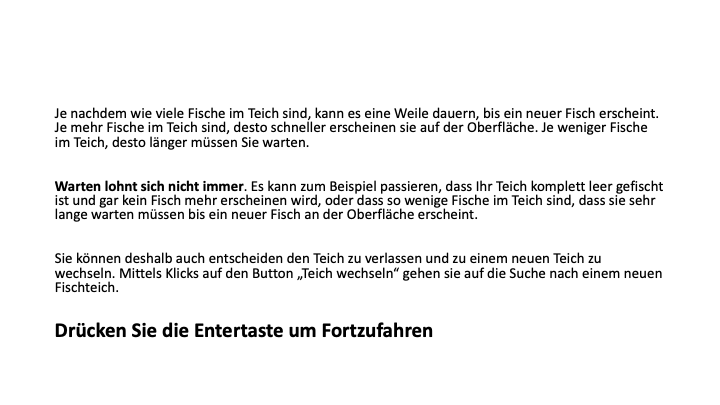 Je nachdem wie viele Fische im Teich sind, kann es eine Weile dauern, bis ein neuer Fisch erscheint.
Je mehr Fische im Teich sind, desto schneller erscheinen sie auf der Oberfläche. Je weniger Fische
im Teich, desto länger müssen Sie warten.
Warten lohnt sich nicht immer. Es kann zum Beispiel passieren, dass Ihr Teich komplett leer gefischt
ist und gar kein Fisch mehr erscheinen wird, oder dass so wenige Fische im Teich sind, dass sie sehr
lange warten müssen bis ein neuer Fisch an der Oberfläche erscheint.
Sie können deshalb auch entscheiden den Teich zu verlassen und zu einem neuen Teich zu
wechseln. Mittels Klicks auf den Button „Teich wechseln“ gehen sie auf die Suche nach einem neuen
Fischteich.
Drücken Sie die Entertaste um Fortzufahren